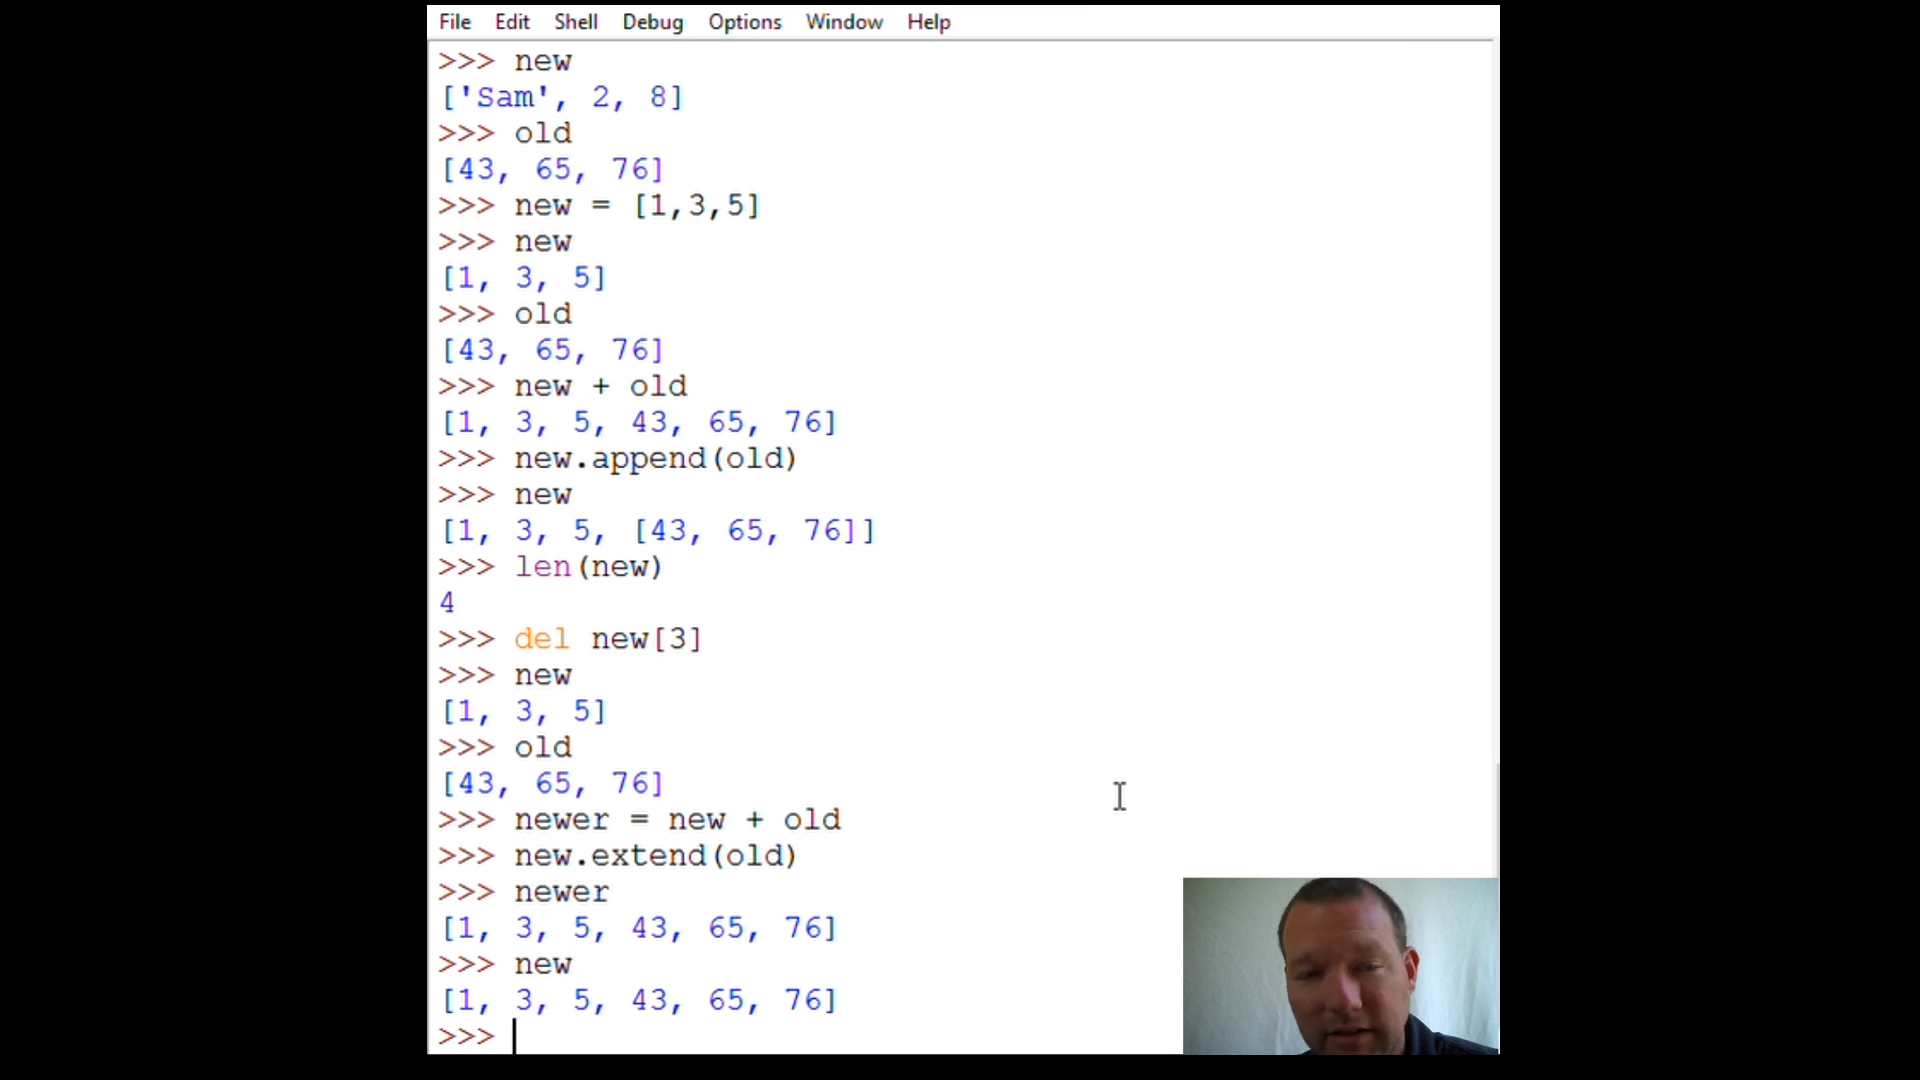 File Edit Shell Debug Options Window Help
>>> new
['Sam', 2, 8]
>>> old
[43, 65, 76]
>>> new = [1,3,5]
>>> new
[1, 3, 5]
>>> old
[43, 65, 76]
>>> new + old
[1, 3, 5, 43, 65, 76]
>>> new.append(old)
>>> new
[1, 3, 5, [43, 65, 76]]
>>> len(new)
4
>>> del new[3]
>>> new
[1, 3, 5]
>>> old
[43, 65, 76]
>>> newer = new + old
>>> new.extend(old)
>>> newer
[1, 3, 5, 43, 65, 76]
>>> new
[1, 3, 5, 43, 65, 76]
>>>